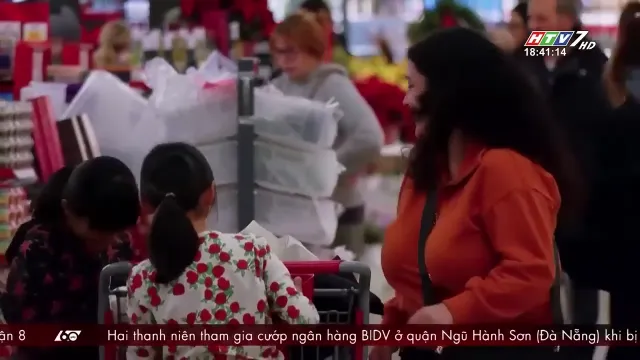 HTV7 HD
18:41:14
ận 8 60 Hai thanh niên tham gia cướp ngân hàng BIDV ở quận Ngũ Hành Sơn (Đà Nẵng) khi bị